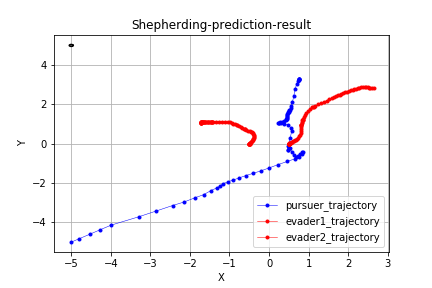 Shepherding-prediction-result
Y
4
2
0
−2
−4
−5
−4
−3
−2
−1
0
1
2
3
X
pursuer_trajectory
evader1_trajectory
evader2_trajectory